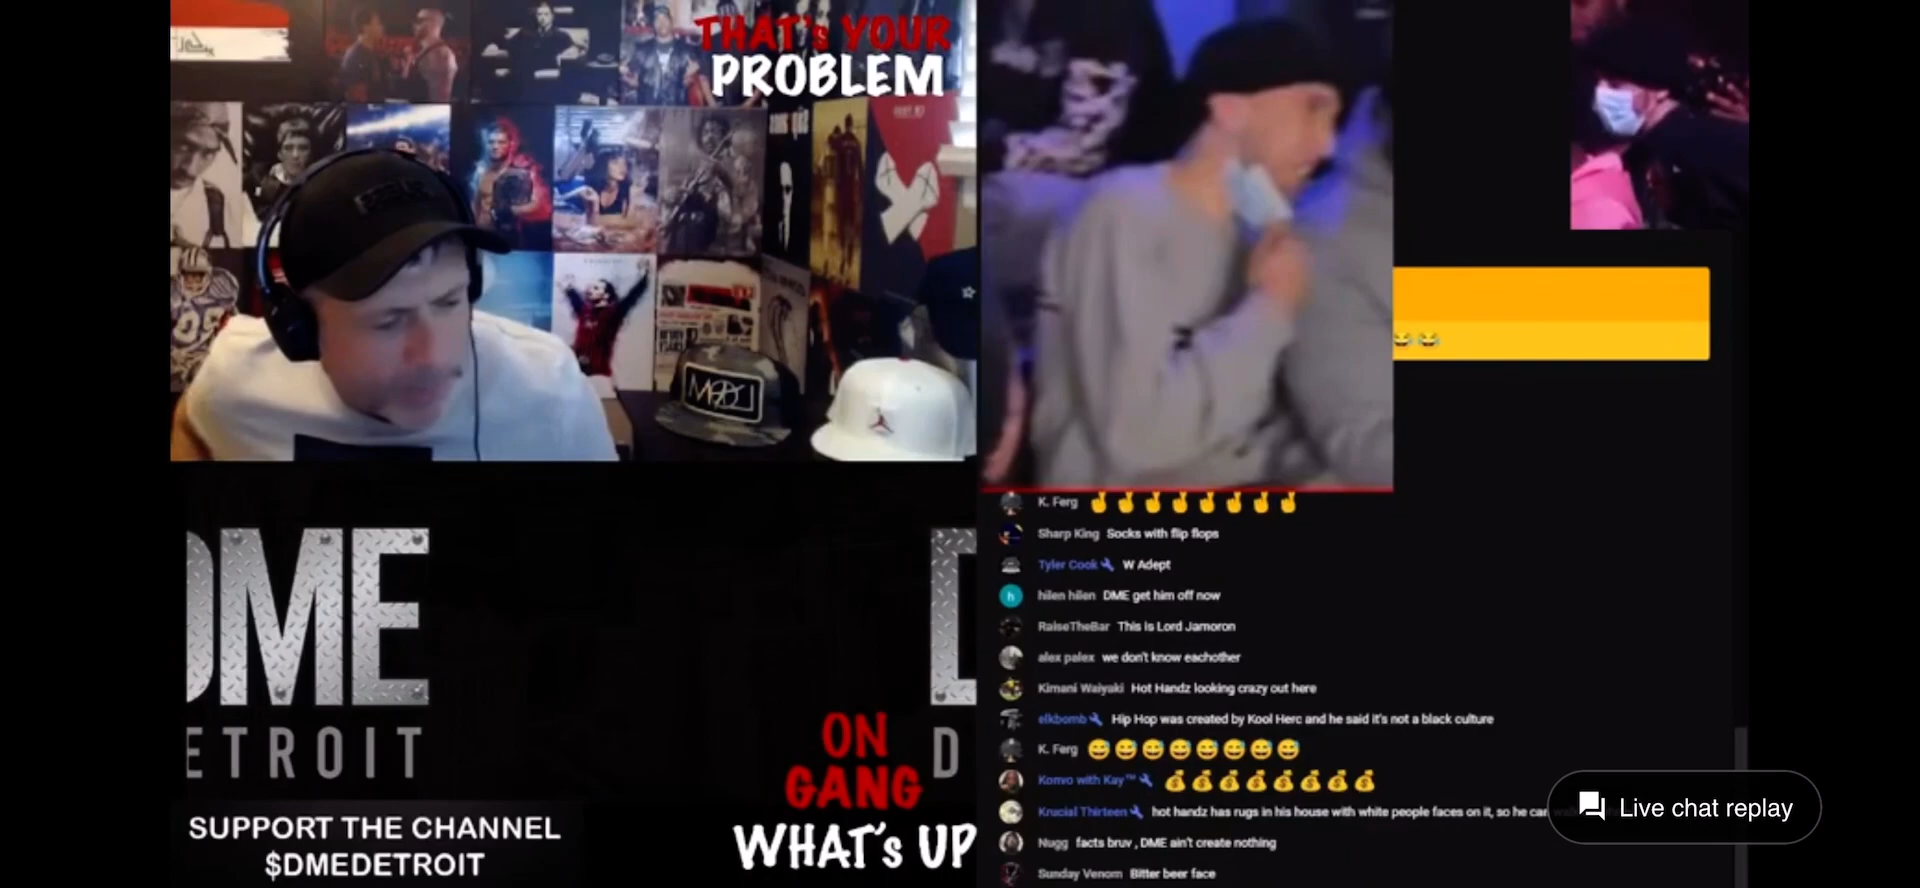 THAT's YOUR
PROBLEM
K. Ferg
Sharp King Socks with flip flops
Tyler Cook W Adept
h hilen hilen DME get him off now
RaiseTheBar This is Lord Jamoron
alex palex we don't know eachother
Kimani Waiyaki Hot Handz looking crazy out here
elkbomb Hip Hop was created by Kool Herc and he said it's not a black culture
K. Ferg 😅😅😅😅😅😅😅😅
Konvo with Kay™ 💰💰💰💰💰💰💰💰
Krucial Thirteen hot handz has rugs in his house with white people faces on it, so he can
Nugg facts bruv , DME ain't create nothing
Sunday Venom Bitter beer face
Live chat replay
DME
ETROIT
D
D
SUPPORT THE CHANNEL
$DMEDETROIT
ON
GANG
WHAT's UP